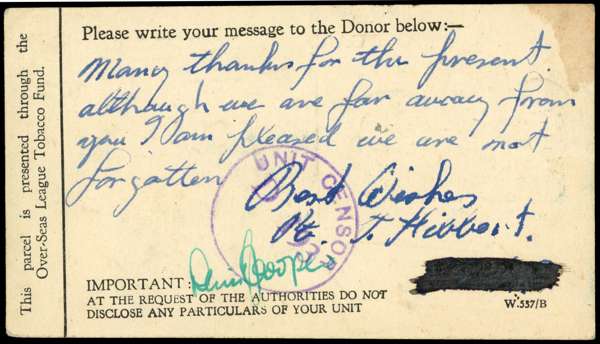 This parcel is presented through the
Over-Seas League Tobacco Fund.
Please write your message to the Donor below:—
Many thanks for the present.
although we are far away from
you I am pleased we are not
forgotten
Best Wishes
T. Hibbert.
UNIT CENSOR
IMPORTANT:
AT THE REQUEST OF THE AUTHORITIES DO NOT
DISCLOSE ANY PARTICULARS OF YOUR UNIT
W.557/B